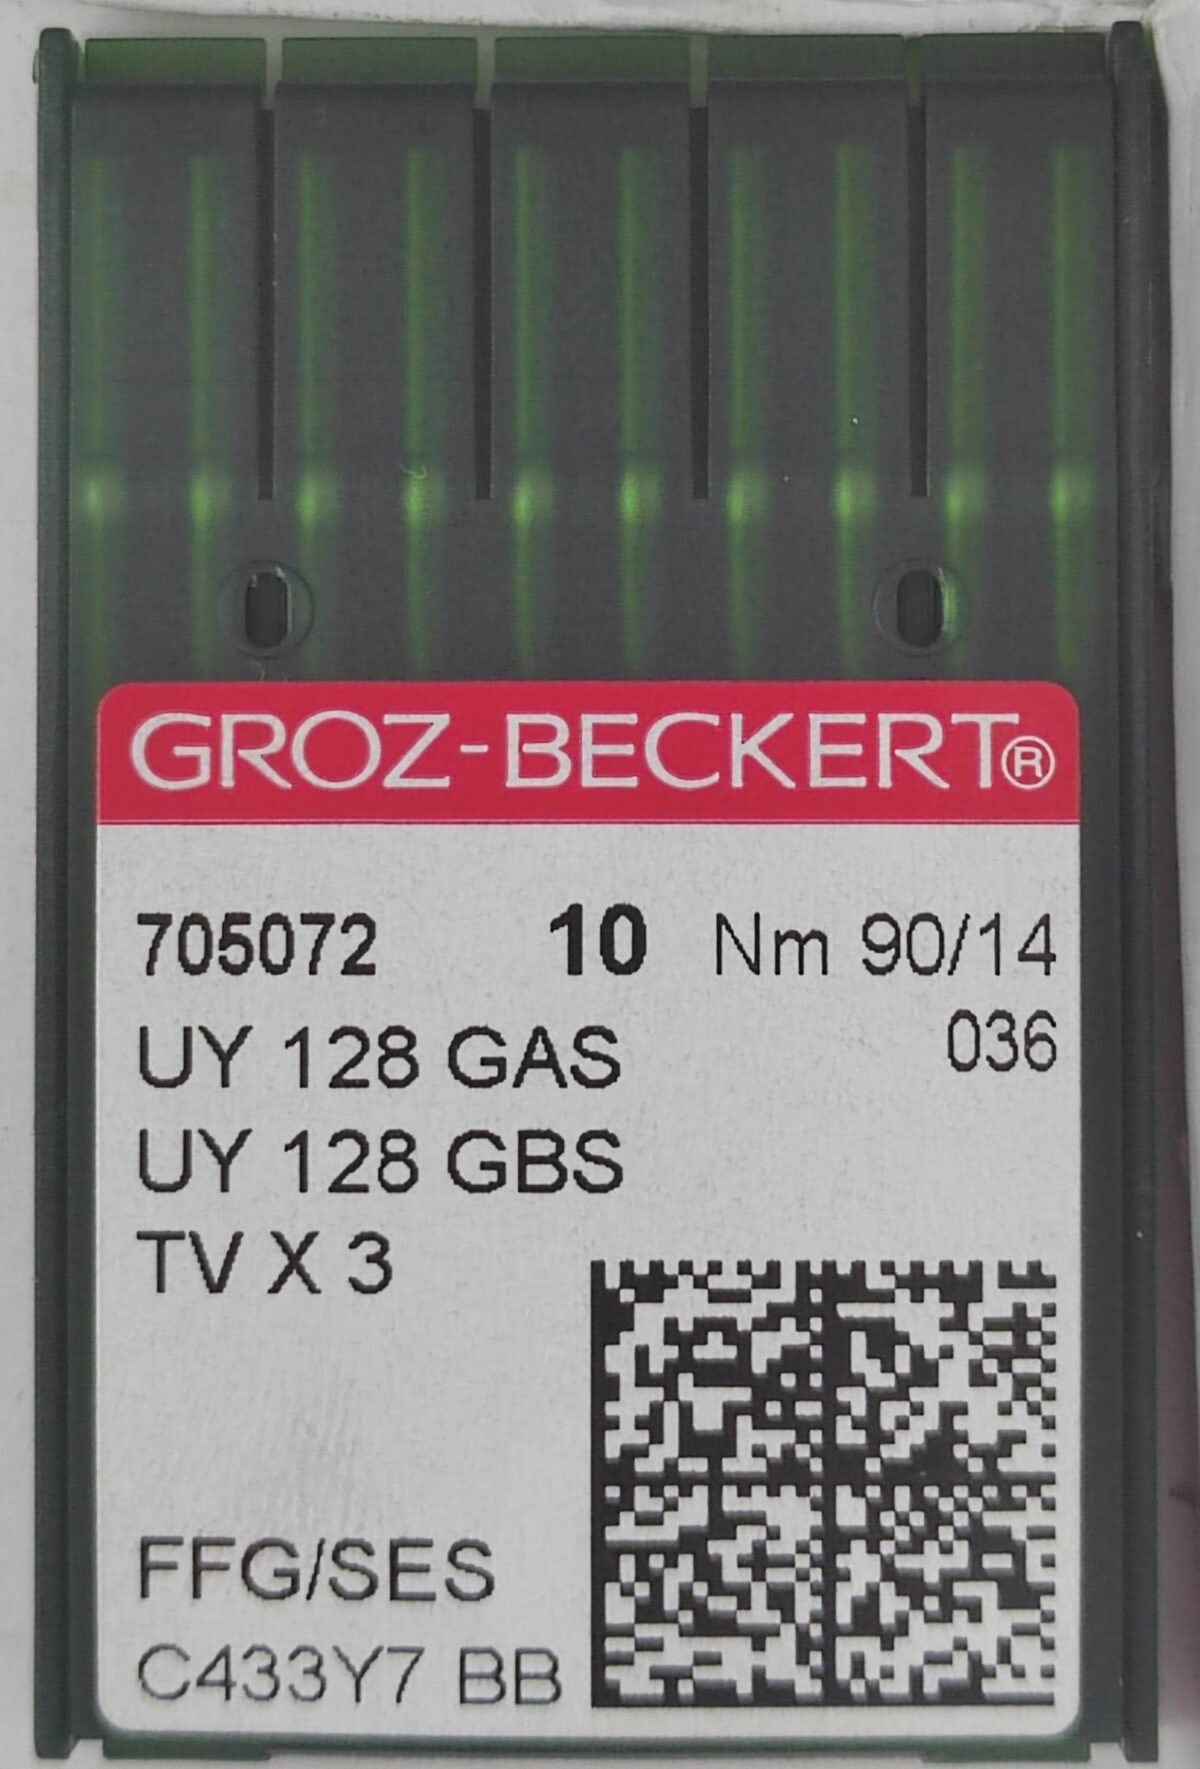 GROZ-BECKERT®
705072 10 Nm 90/14
036
UY 128 GAS
UY 128 GBS
TV X 3
FFG/SES
C433Y7 BB